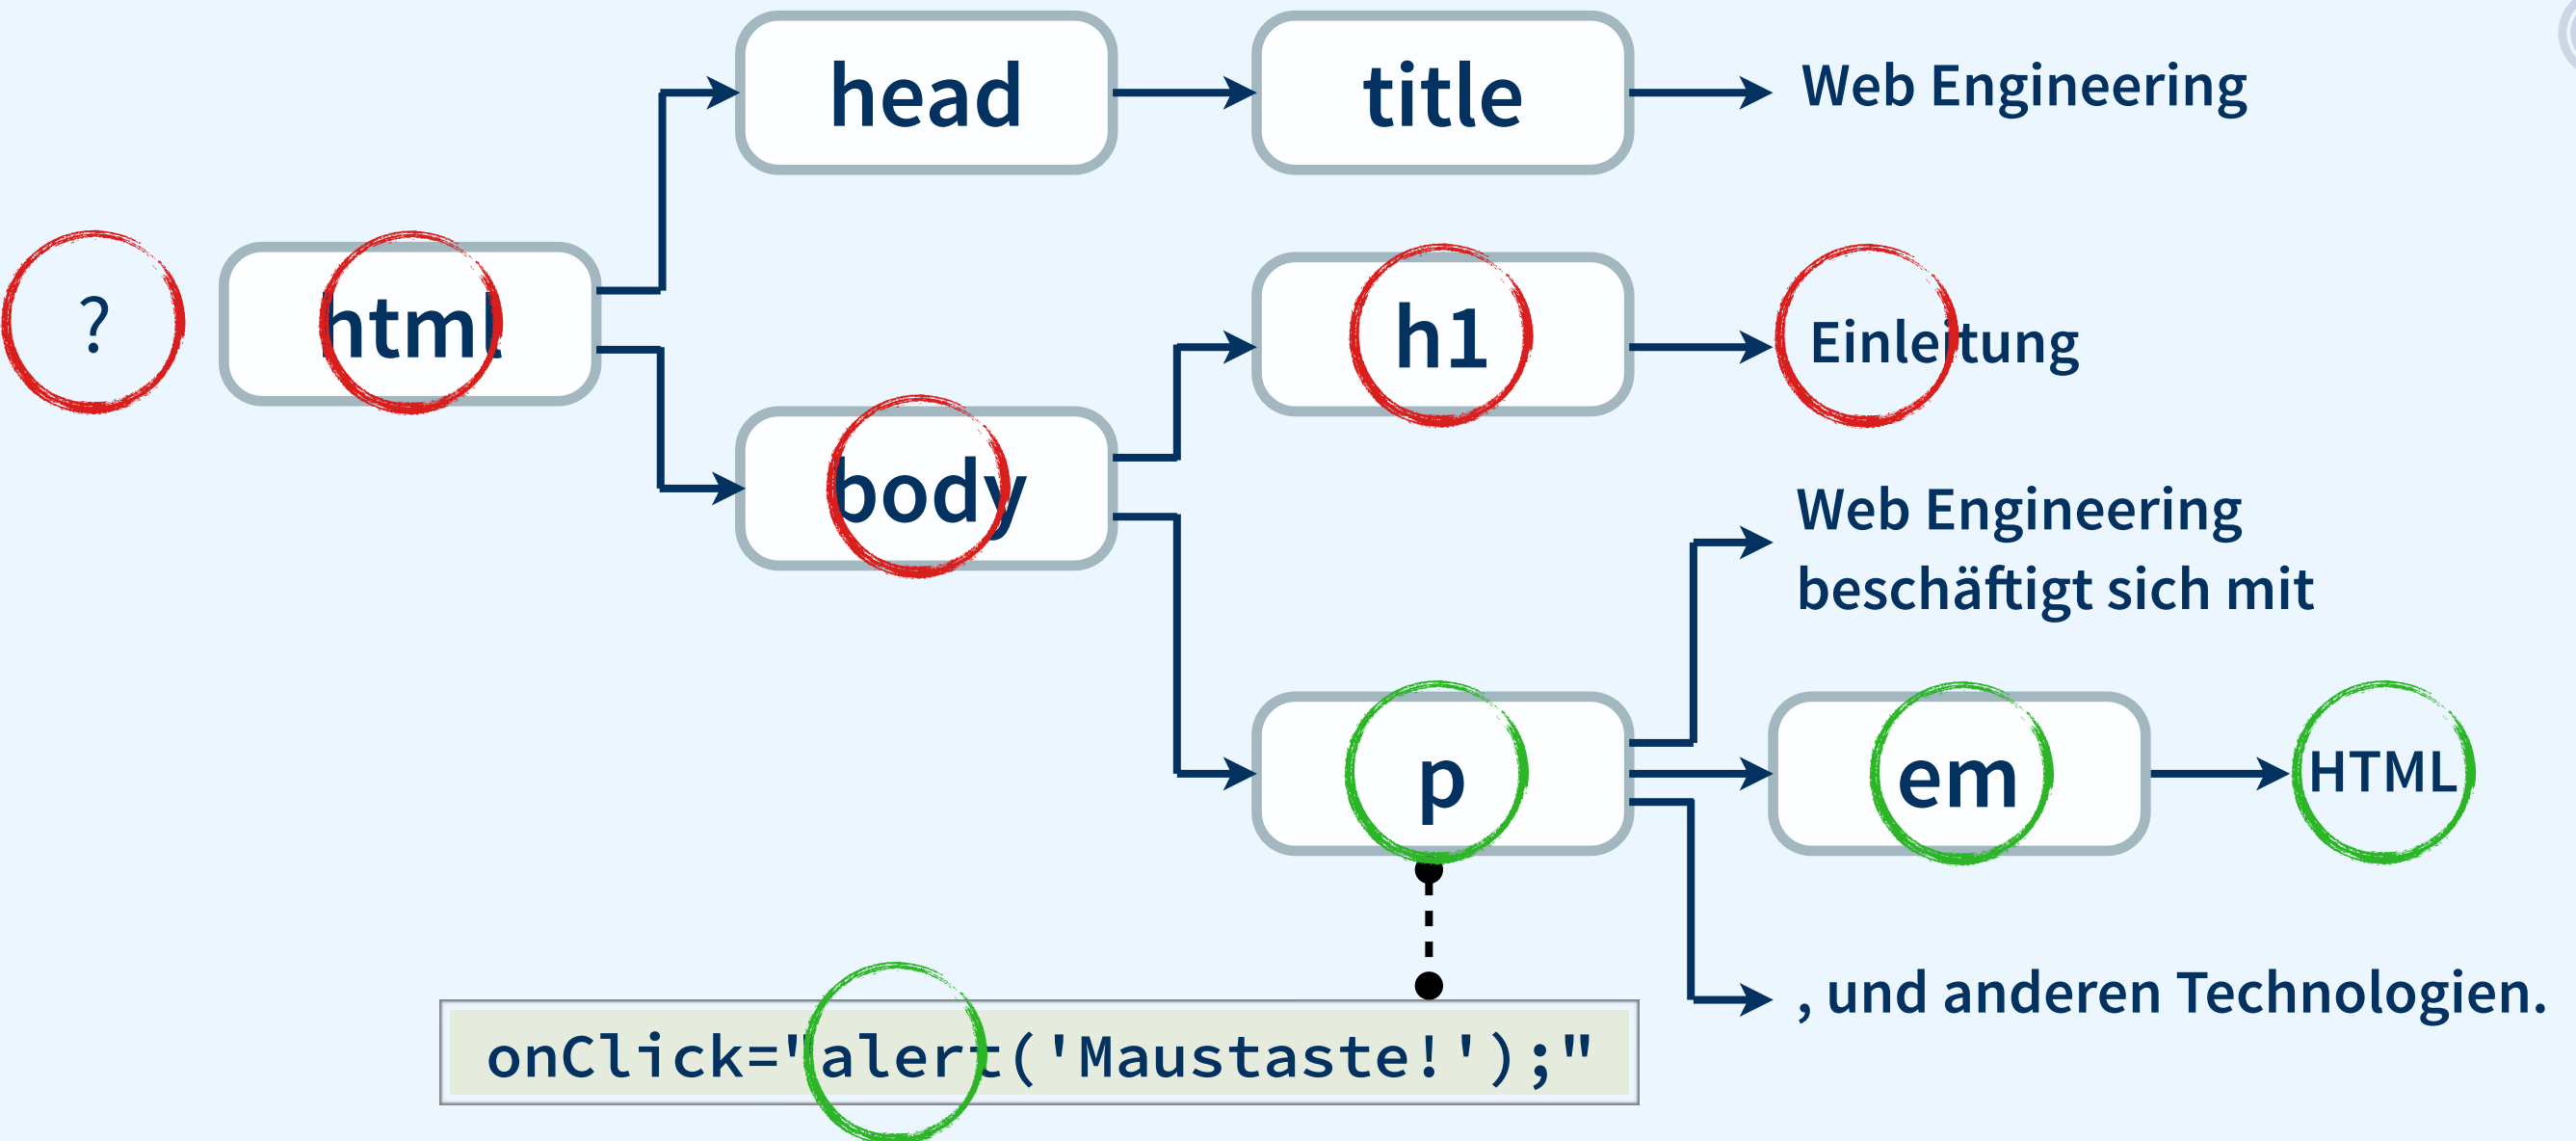 head
title
Web Engineering
?
html
h1
Einleitung
body
Web Engineering
beschäftigt sich mit
p
em
HTML
, und anderen Technologien.
onClick="alert('Maustaste!');"